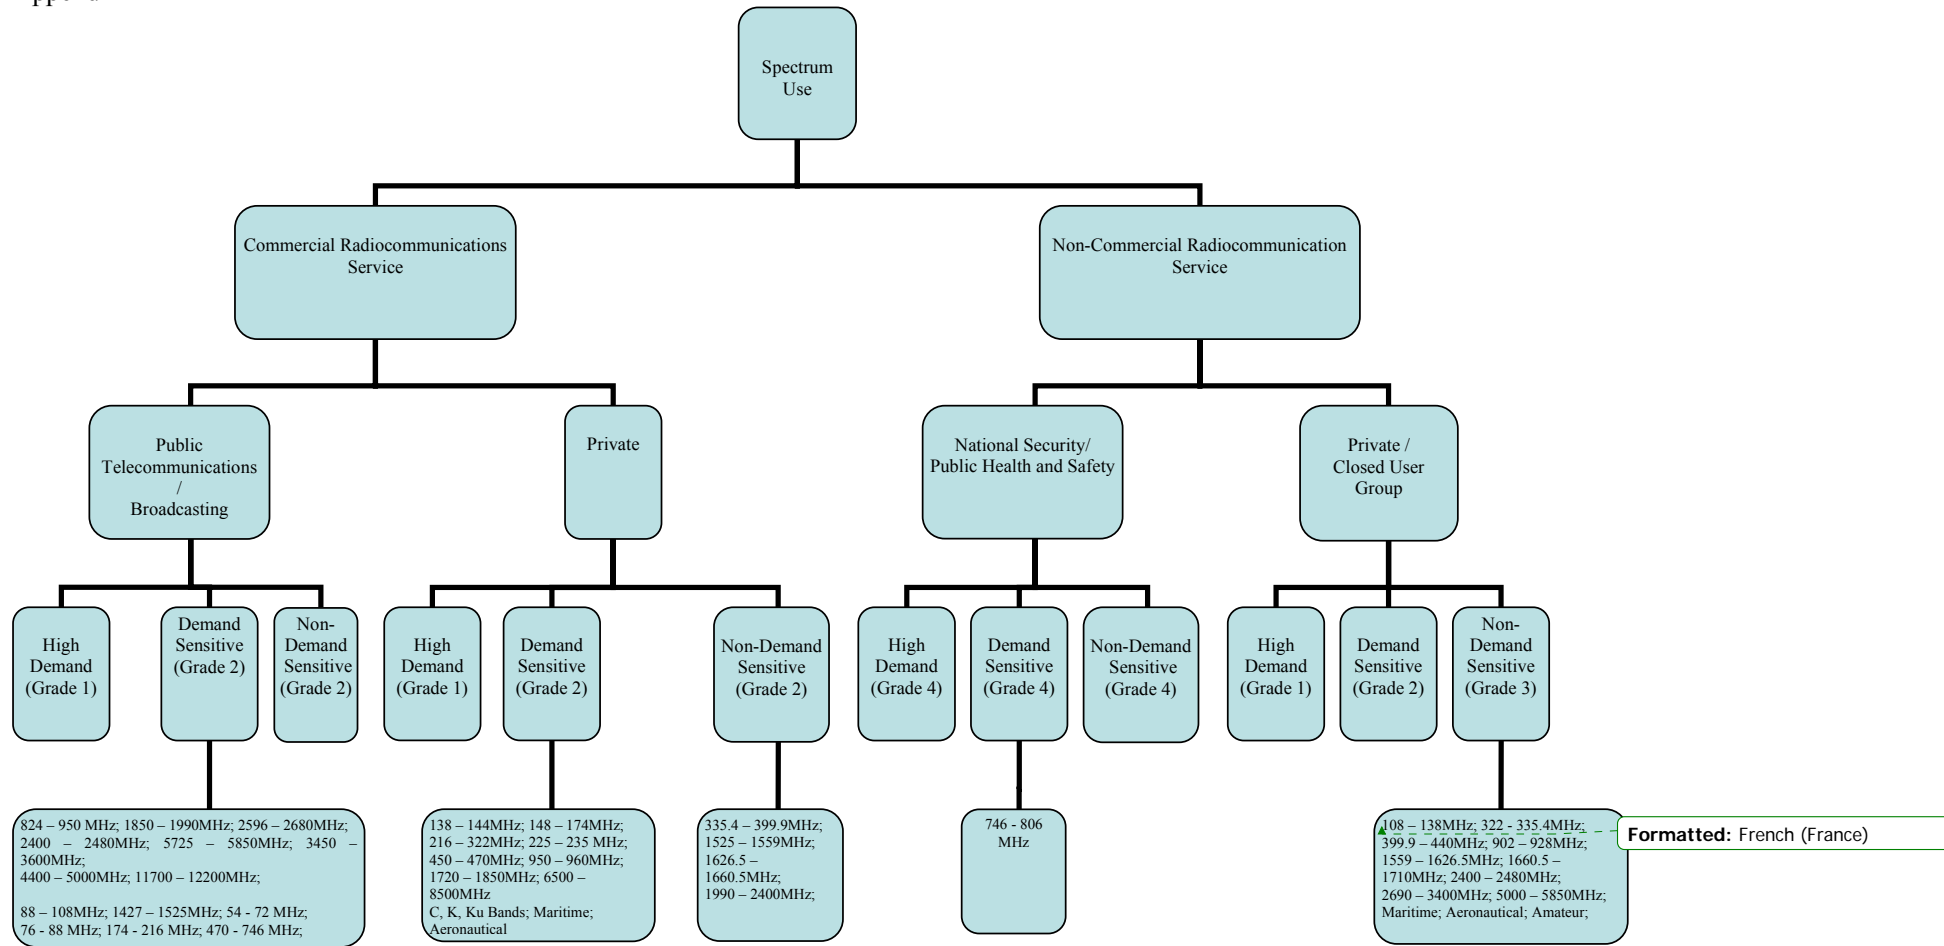 Spectrum
Use
Commercial Radiocommunications
Service
Non-Commercial Radiocommunication
Service
Public
Telecommunications
/
Broadcasting
Private
National Security/
Public Health and Safety
Private /
Closed User
Group
High
Demand
(Grade 1)
Demand
Sensitive
(Grade 2)
Non-
Demand
Sensitive
(Grade 2)
High
Demand
(Grade 1)
Demand
Sensitive
(Grade 2)
Non-Demand
Sensitive
(Grade 2)
High
Demand
(Grade 4)
Demand
Sensitive
(Grade 4)
Non-Demand
Sensitive
(Grade 4)
High
Demand
(Grade 1)
Demand
Sensitive
(Grade 2)
Non-
Demand
Sensitive
(Grade 3)
824 – 950 MHz; 1850 – 1990MHz; 2596 – 2680MHz;
2400 – 2480MHz; 5725 – 5850MHz; 3450 –
3600MHz;
4400 – 5000MHz; 11700 – 12200MHz;
88 – 108MHz; 1427 – 1525MHz; 54 - 72 MHz;
76 - 88 MHz; 174 - 216 MHz; 470 - 746 MHz;
138 – 144MHz; 148 – 174MHz;
216 – 322MHz; 225 – 235 MHz;
450 – 470MHz; 950 – 960MHz;
1720 – 1850MHz; 6500 –
8500MHz
C, K, Ku Bands; Maritime;
Aeronautical
335.4 – 399.9MHz;
1525 – 1559MHz;
1626.5 –
1660.5MHz;
1990 – 2400MHz;
746 - 806
MHz
108 – 138MHz; 322 - 335.4MHz;
399.9 – 440MHz; 902 – 928MHz;
1559 – 1626.5MHz; 1660.5 –
1710MHz; 2400 – 2480MHz;
2690 – 3400MHz; 5000 – 5850MHz;
Maritime; Aeronautical; Amateur;
Formatted: French (France)